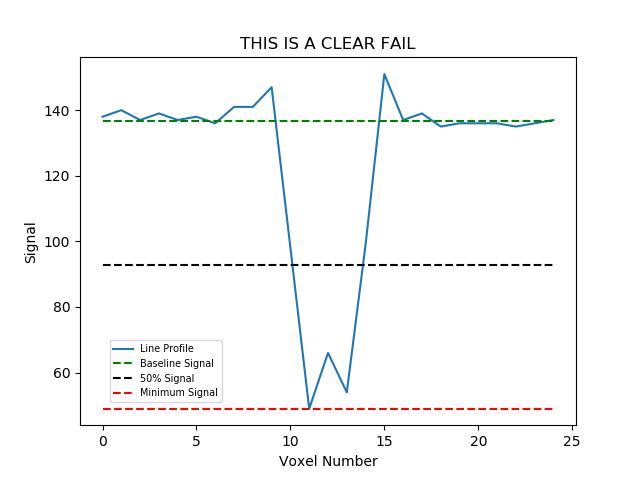 THIS IS A CLEAR FAIL
140
120
100
80
60
Signal
Line Profile
Baseline Signal
50% Signal
Minimum Signal
0 5 10 15 20 25
Voxel Number